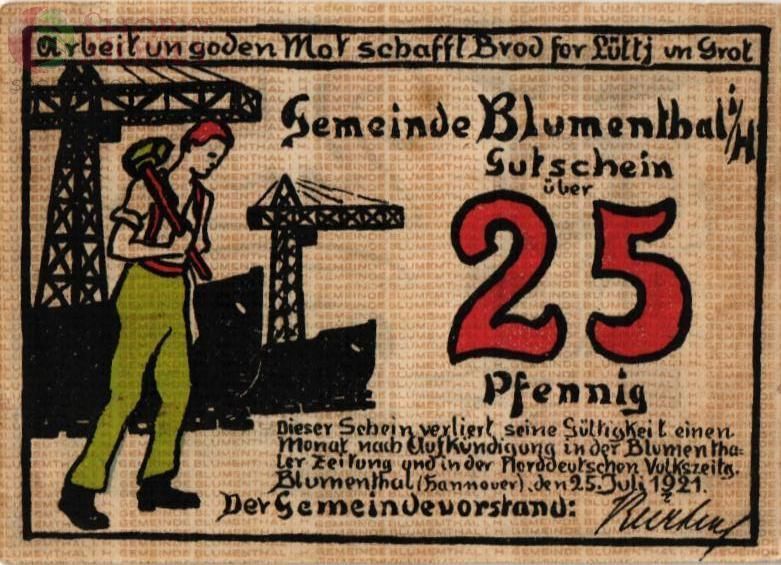 Arbeit un goden Mot schafft Brod for Lüttj un Grot
Gemeinde Blumenthal i/H
Gutschein
über
25
Pfennig
Dieser Schein verliert seine Gültigkeit einen
Monat nach Aufkündigung in der Blumentha=
ler Zeitung und in der Norddeutschen Volkszeitg.
Blumenthal (Hannover), den 25. Juli 1921.
Der Gemeindevorstand: